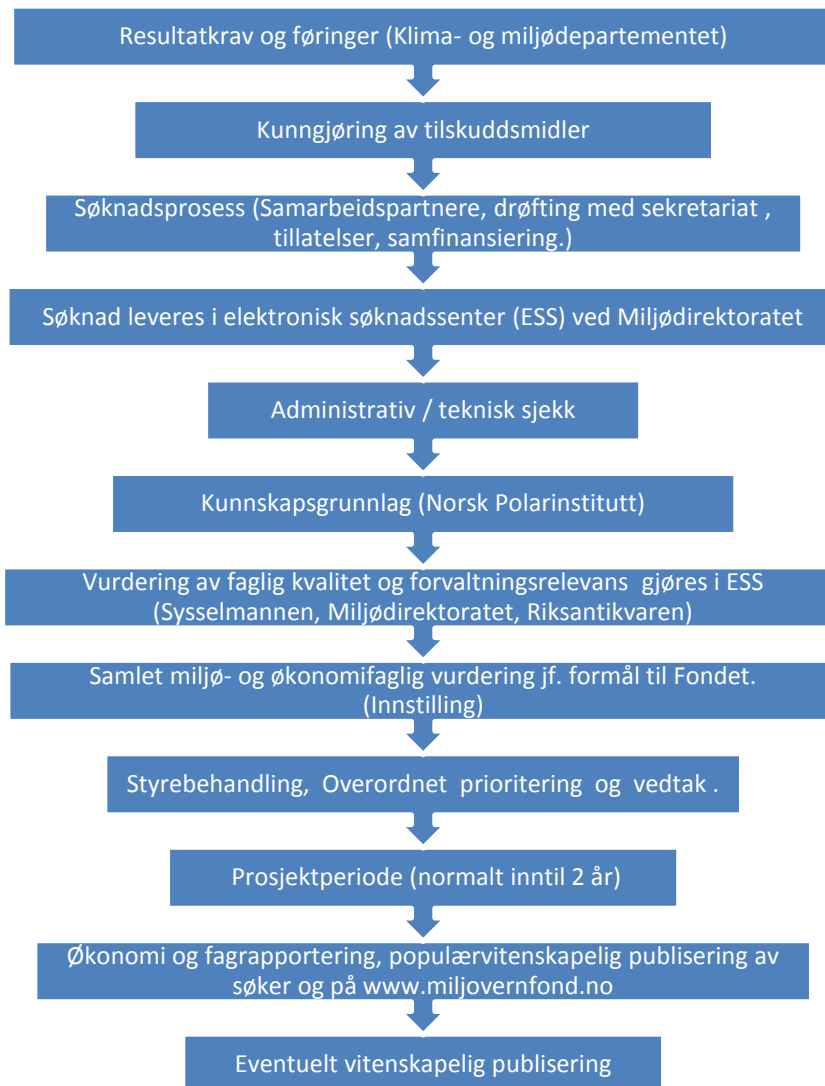 Resultatkrav og føringer (Klima- og miljødepartementet)
Kunngjøring av tilskuddsmidler
Søknadsprosess (Samarbeidspartnere, drøfting med sekretariat ,
tillatelser, samfinansiering.)
Søknad leveres i elektronisk søknadssenter (ESS) ved Miljødirektoratet
Administrativ / teknisk sjekk
Kunnskapsgrunnlag (Norsk Polarinstitutt)
Vurdering av faglig kvalitet og forvaltningsrelevans  gjøres i ESS
(Sysselmannen, Miljødirektoratet, Riksantikvaren)
Samlet miljø- og økonomifaglig vurdering jf. formål til Fondet.
(Innstilling)
Styrebehandling,  Overordnet  prioritering  og  vedtak .
Prosjektperiode (normalt inntil 2 år)
Økonomi og fagrapportering, populærvitenskapelig publisering av
søker og på www.miljovernfond.no
Eventuelt vitenskapelig publisering